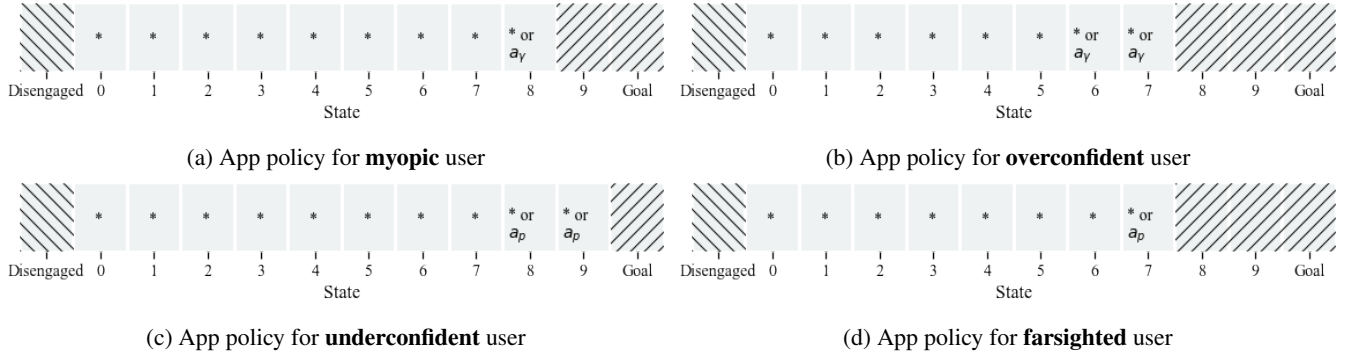 * * * * * * * * * or
aγ
Disengaged 0 1 2 3 4 5 6 7 8 9 Goal
State
(a) App policy for myopic user
* * * * * * * or * or
aγ aγ
Disengaged 0 1 2 3 4 5 6 7 8 9 Goal
State
(b) App policy for overconfident user
* * * * * * * * * or * or
ap ap
Disengaged 0 1 2 3 4 5 6 7 8 9 Goal
State
(c) App policy for underconfident user
* * * * * * * * or
ap
Disengaged 0 1 2 3 4 5 6 7 8 9 Goal
State
(d) App policy for farsighted user